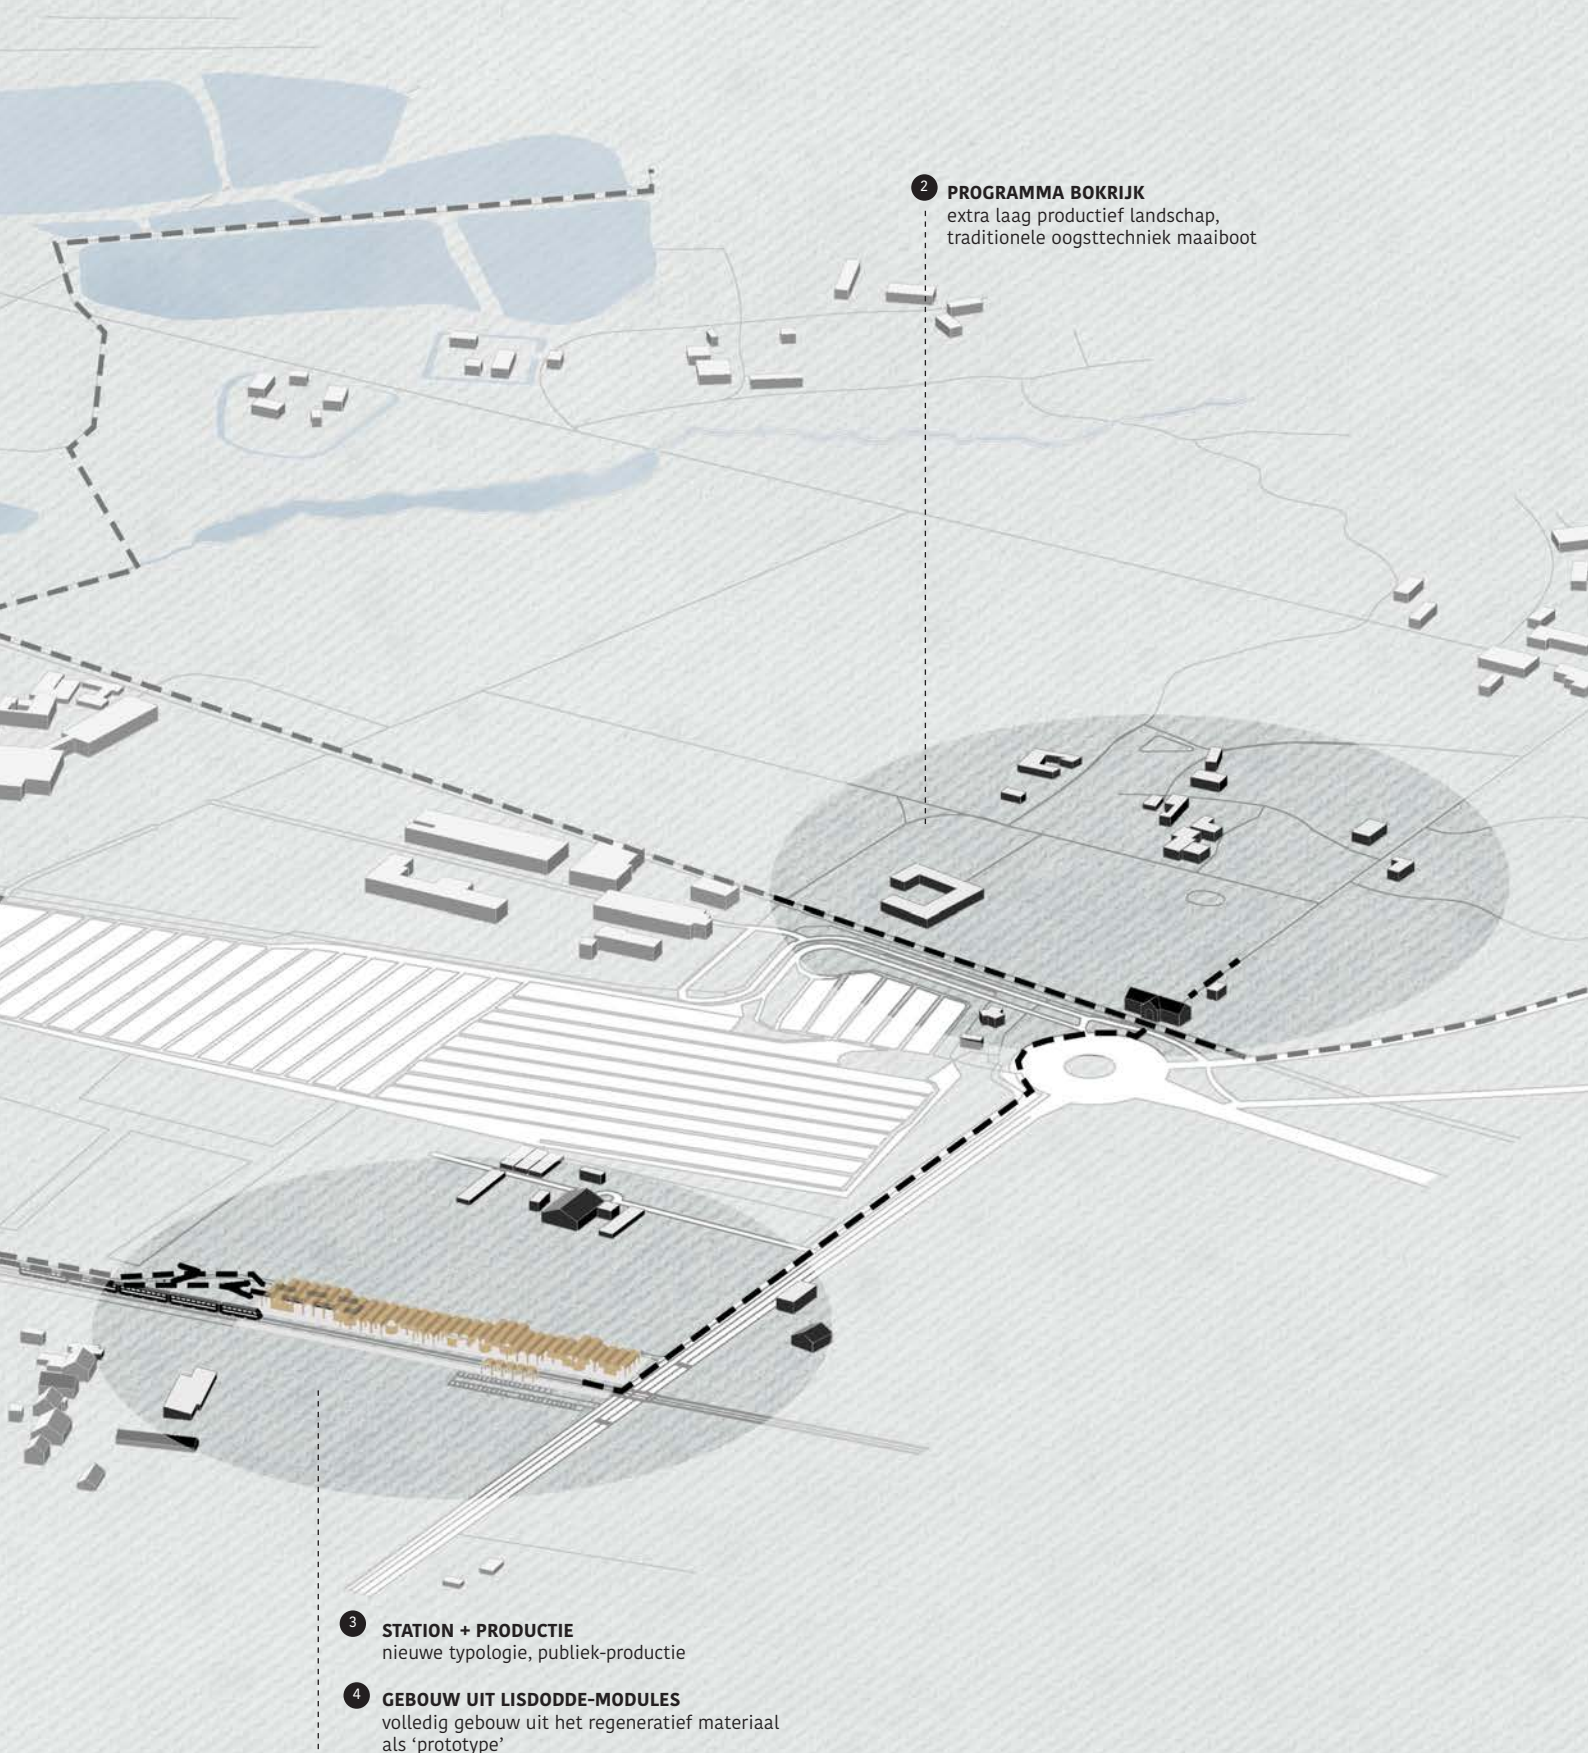 2 PROGRAMMA BOKRIJK
extra laag productief landschap,
traditionele oogsttechniek maaiboot
3 STATION + PRODUCTIE
nieuwe typologie, publiek-productie
4 GEBOUW UIT LISDODDE-MODULES
volledig gebouw uit het regeneratief materiaal
als ‘prototype’